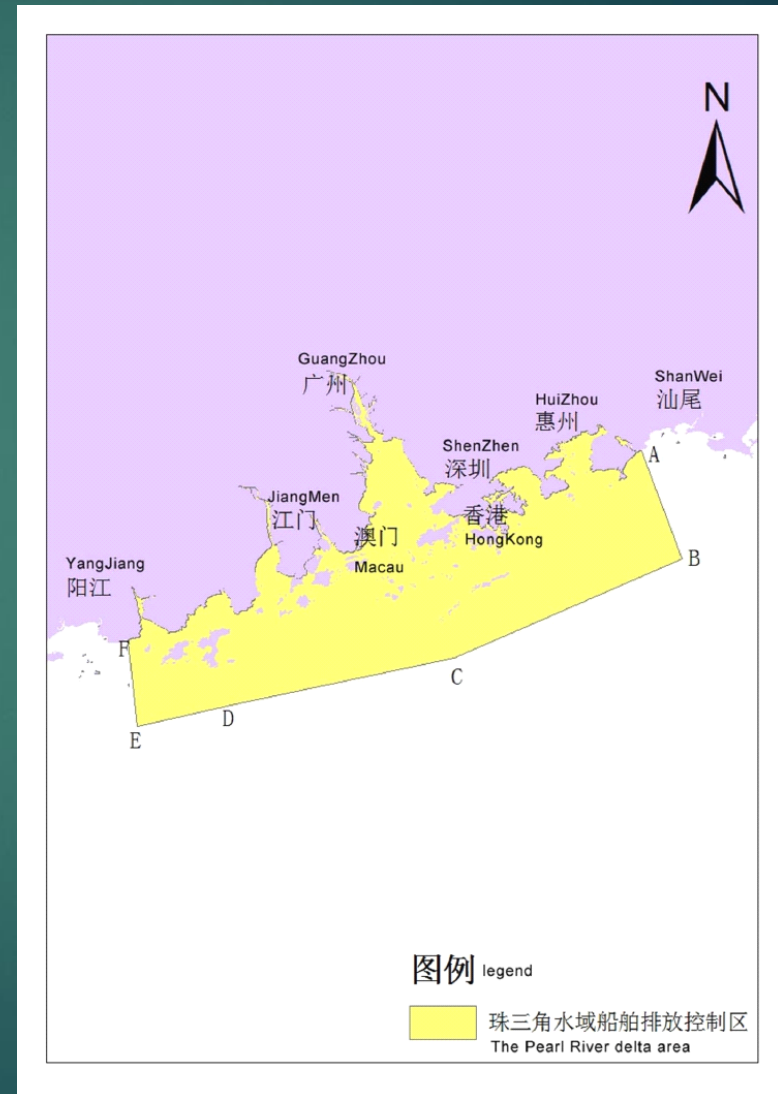 N
GuangZhou
广州
ShanWei
汕尾
HuiZhou
惠州
A
ShenZhen
深圳
JiangMen
江门
香港
HongKong
澳门
Macau
B
YangJiang
阳江
F
C
D
E
图例 legend
珠三角水域船舶排放控制区
The Pearl River delta area